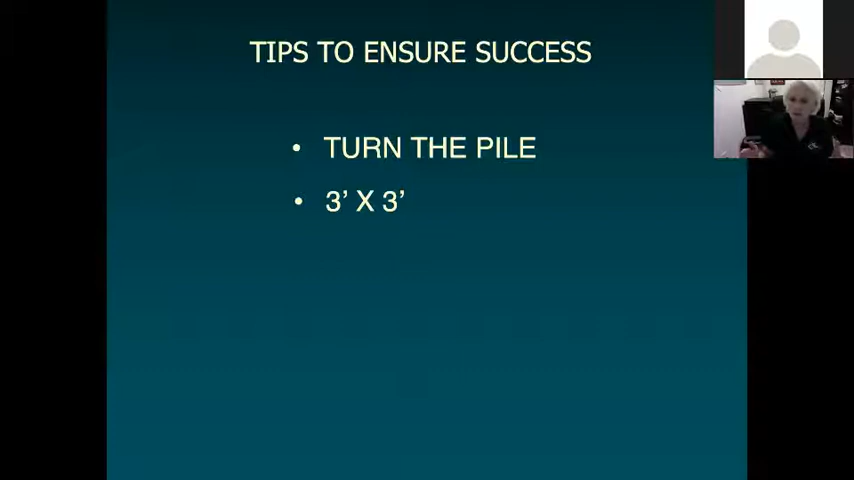 TIPS TO ENSURE SUCCESS
• TURN THE PILE
• 3’ X 3’